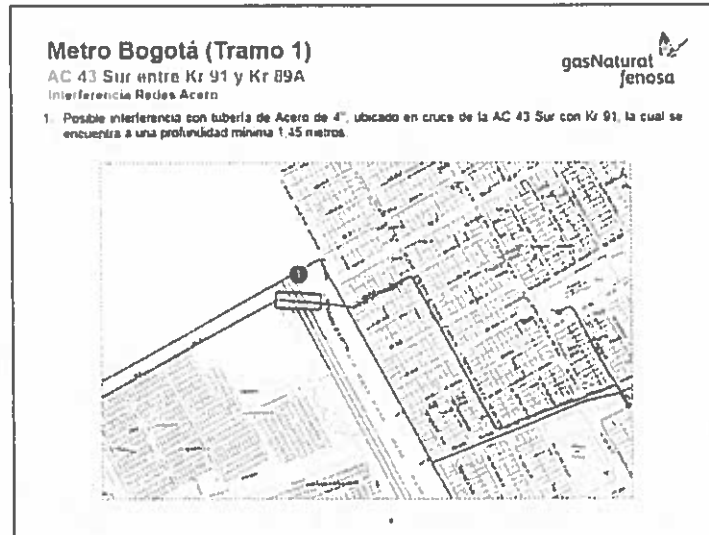 Metro Bogotá (Tramo 1)
AC 43 Sur entre Kr 91 y Kr 89A
Interferencia Redes Acero
gasNatural
fenosa
1. Posible interferencia con tubería de Acero de 4", ubicado en cruce de la AC 43 Sur con Kr 91, la cual se
encuentra a una profundidad mínima 1,45 metros.
1